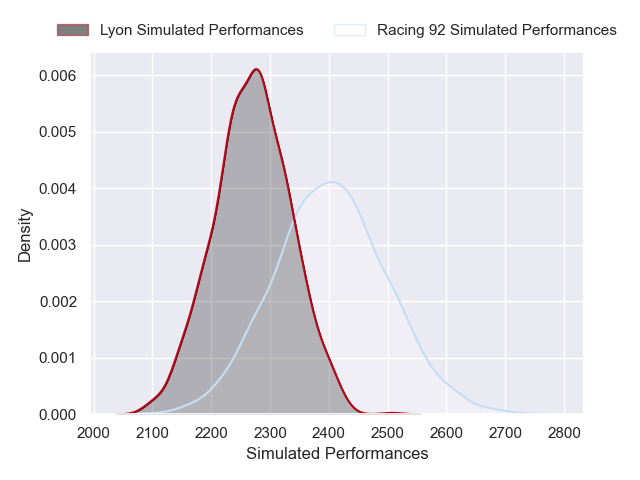 Lyon Simulated Performances Racing 92 Simulated Performances
0.006
0.005
0.004
0.003
0.002
0.001
0.000
Density
2000 2100 2200 2300 2400 2500 2600 2700 2800
Simulated Performances